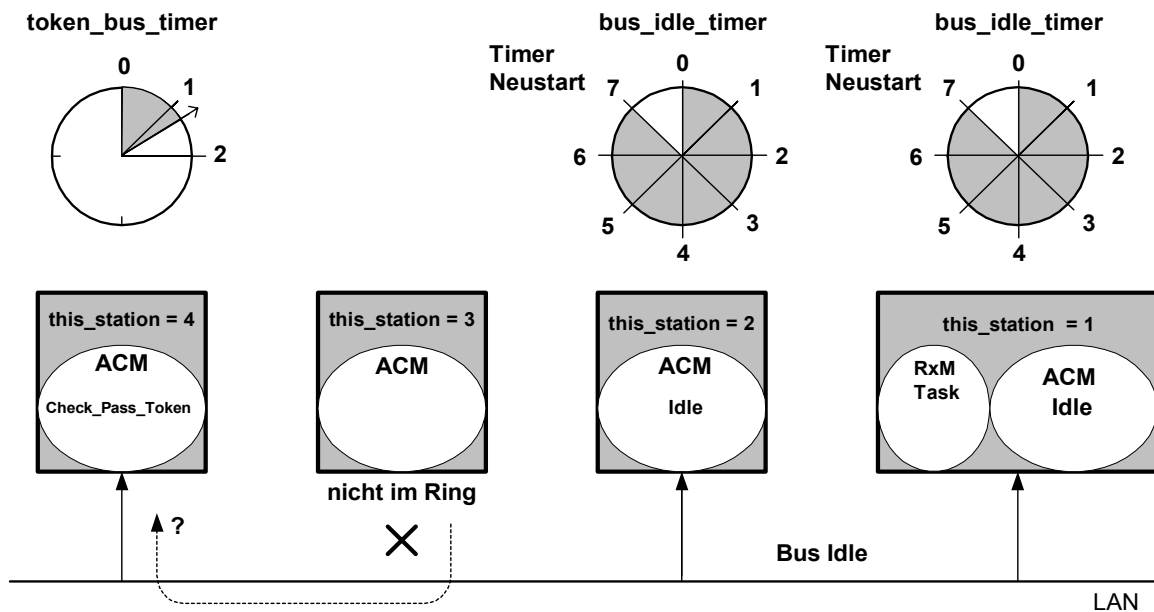 token_bus_timer
0
1
2
bus_idle_timer
Timer
Neustart
0
1
2
3
4
5
6
7
bus_idle_timer
Timer
Neustart
0
1
2
3
4
5
6
7
this_station = 4
ACM
Check_Pass_Token
this_station = 3
ACM
nicht im Ring
this_station = 2
ACM
Idle
this_station = 1
RxM
Task
ACM
Idle
?
Bus Idle
LAN